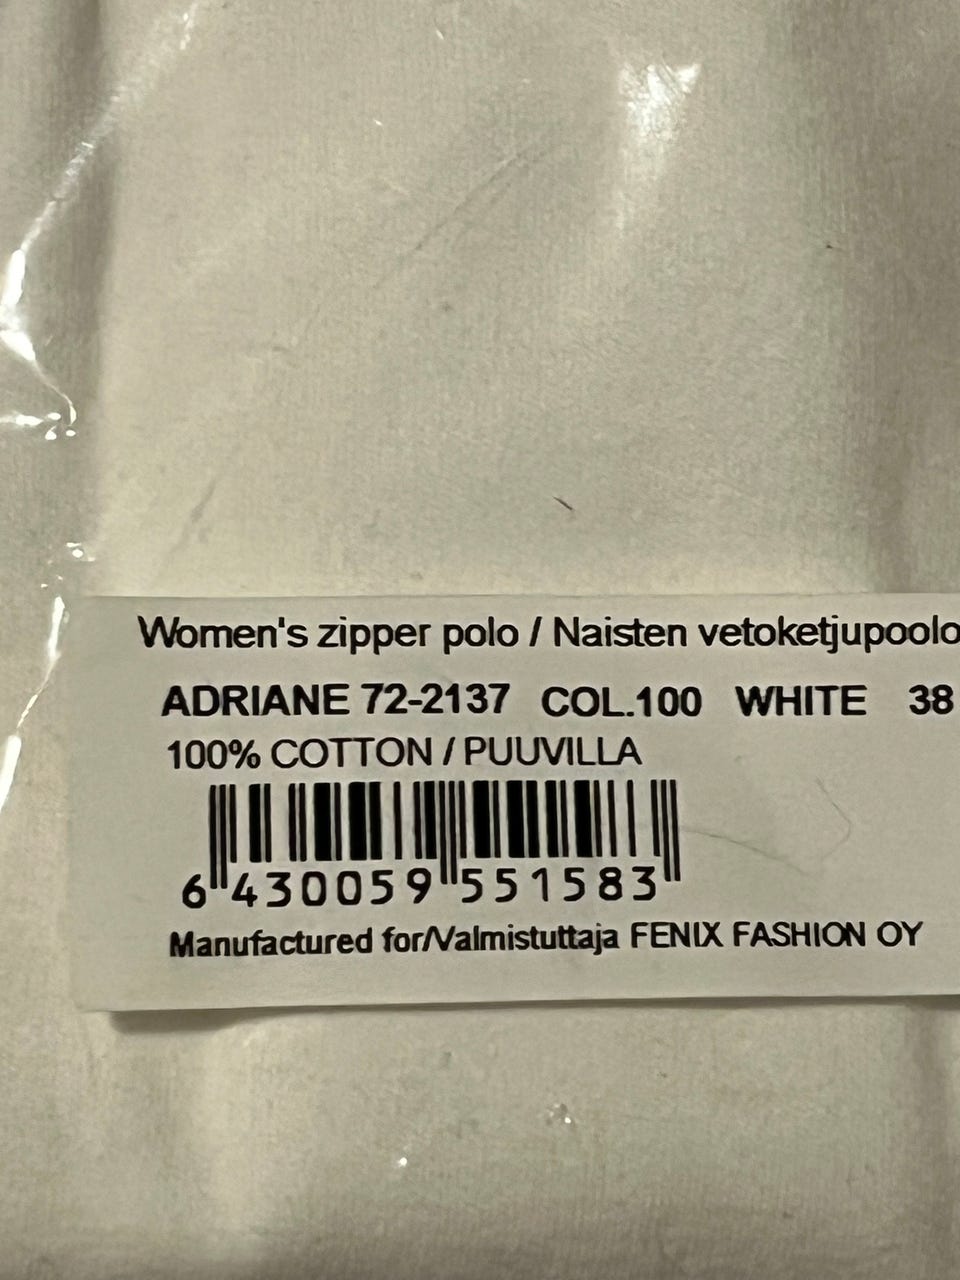 Women's zipper polo / Naisten vetoketjupoolo
ADRIANE 72-2137 COL.100 WHITE 38
100% COTTON / PUUVILLA
6 430059 551583
Manufactured for/Valmistuttaja FENIX FASHION OY